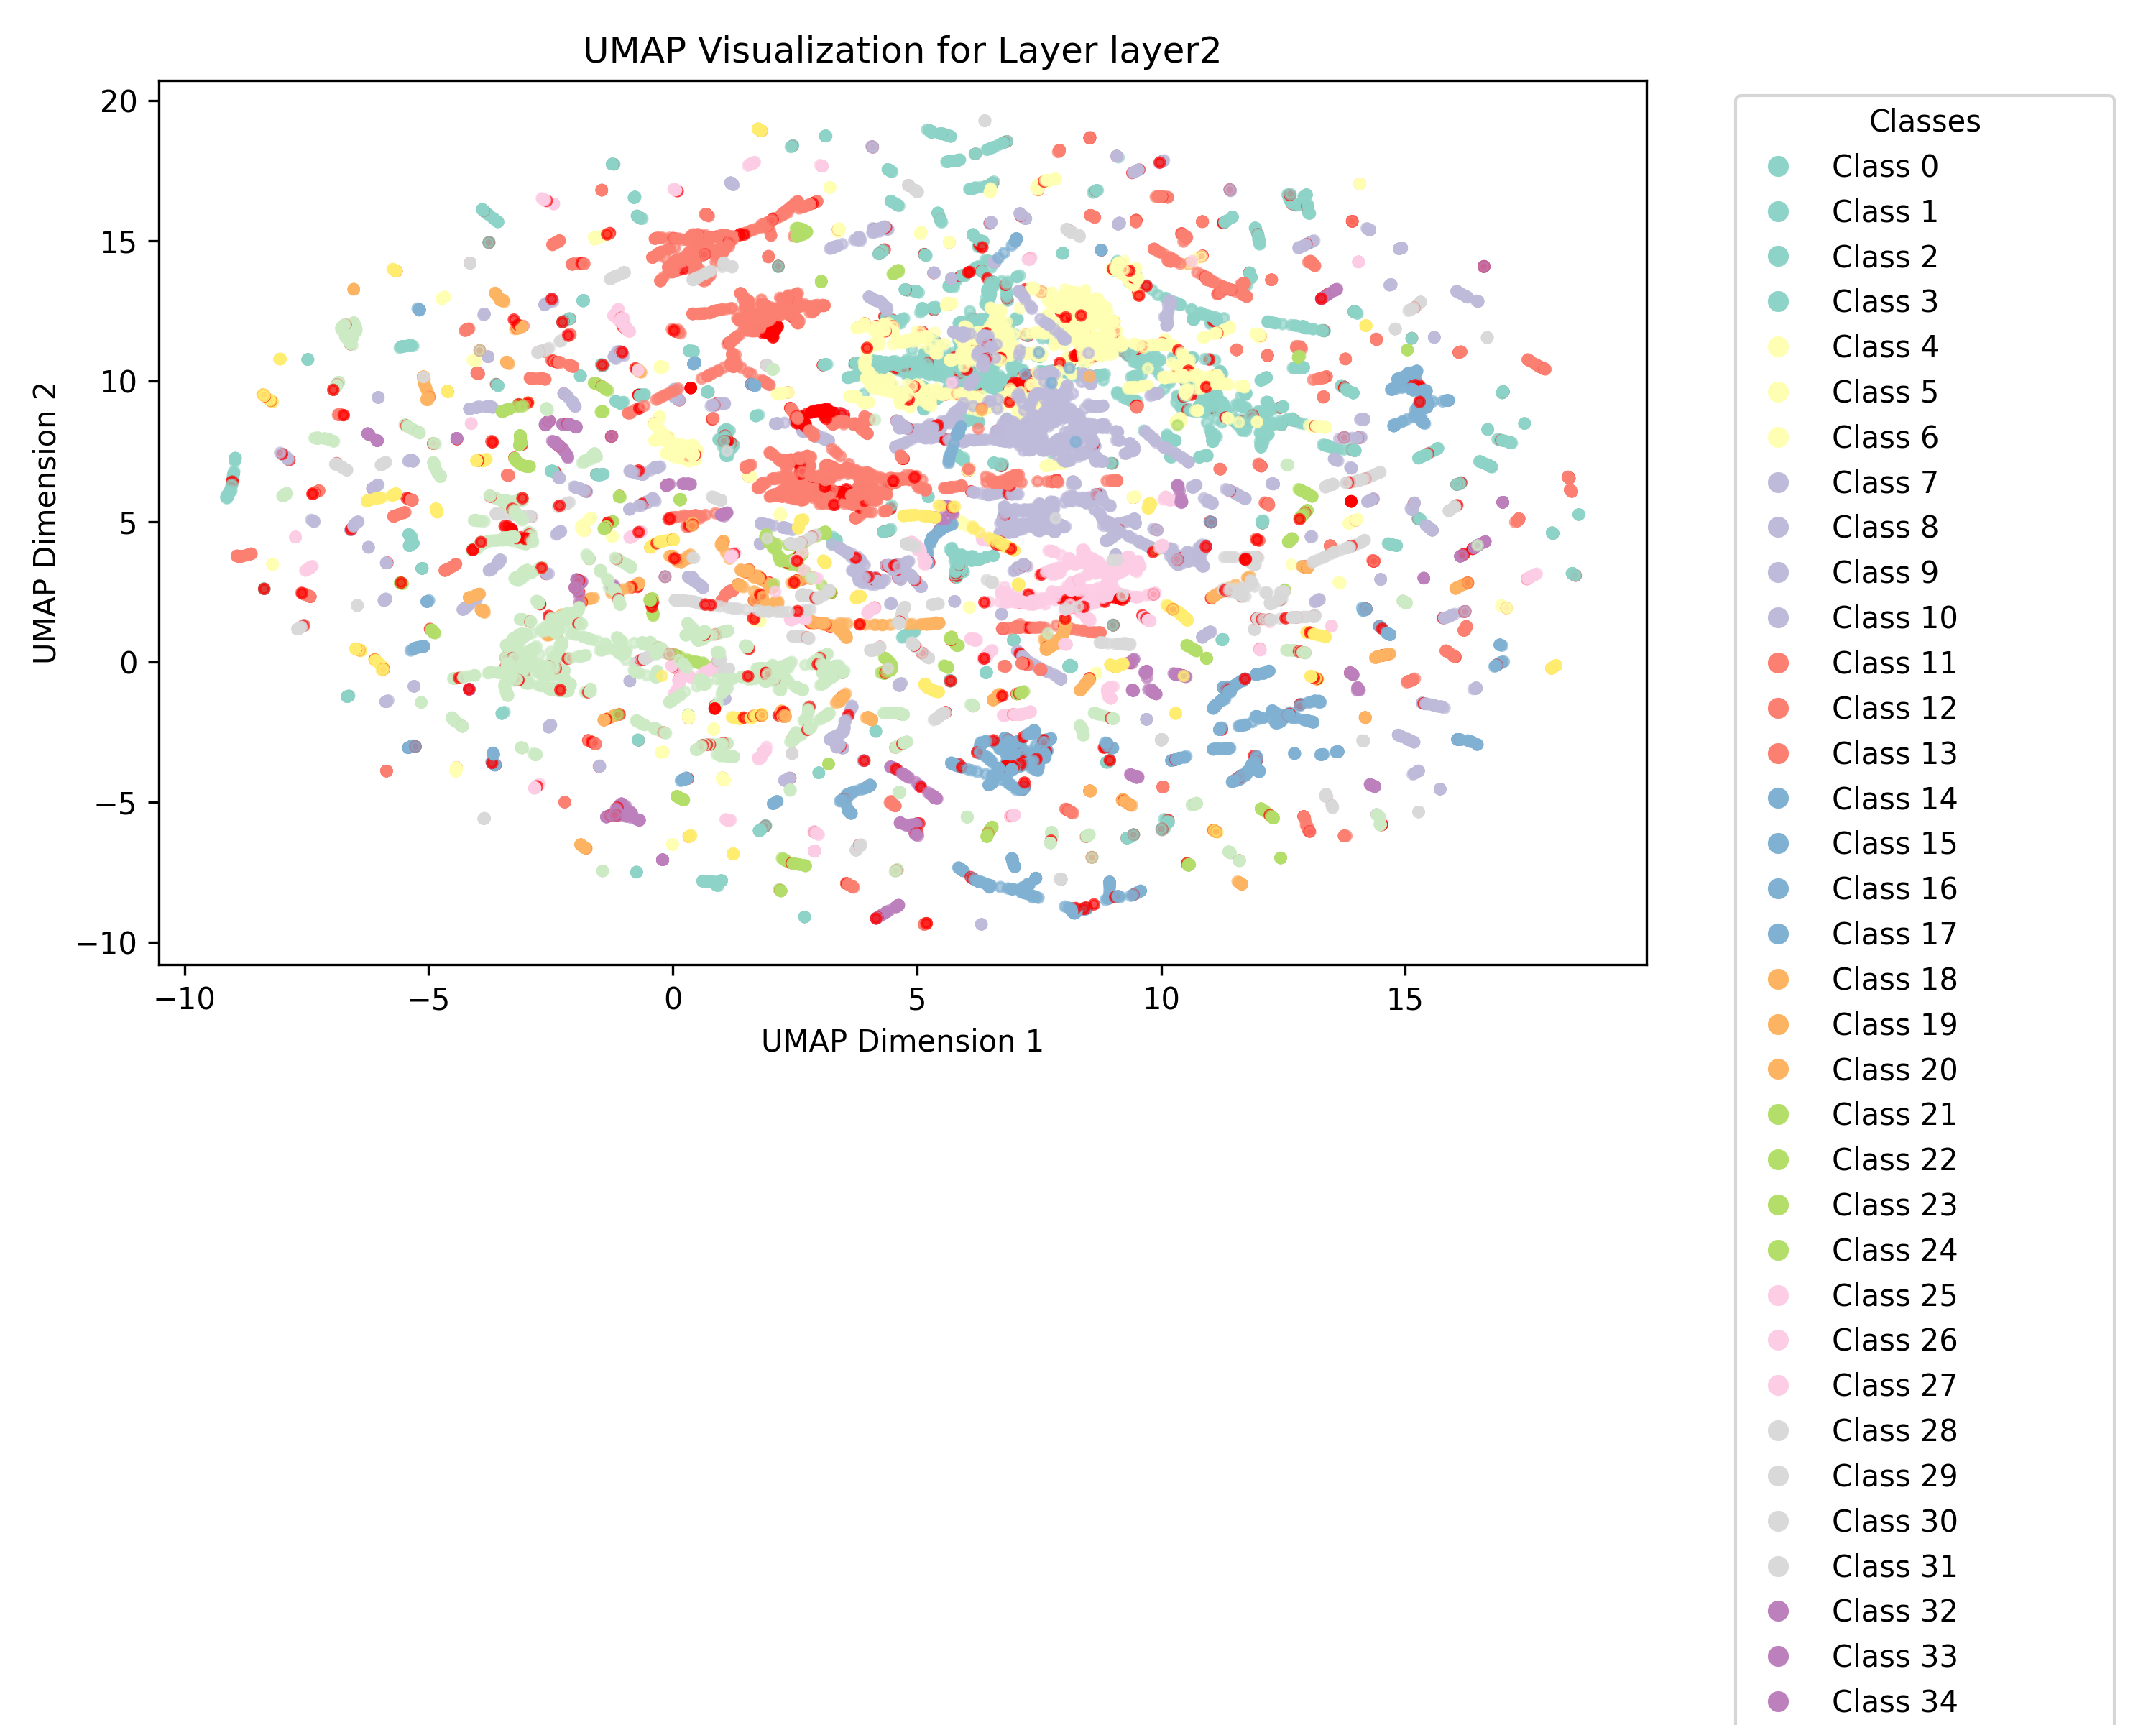 UMAP Visualization for Layer layer2
20
15
10
5
0
−5
−10
UMAP Dimension 2
−10
−5
0
5
10
15
UMAP Dimension 1
Classes
Class 0
Class 1
Class 2
Class 3
Class 4
Class 5
Class 6
Class 7
Class 8
Class 9
Class 10
Class 11
Class 12
Class 13
Class 14
Class 15
Class 16
Class 17
Class 18
Class 19
Class 20
Class 21
Class 22
Class 23
Class 24
Class 25
Class 26
Class 27
Class 28
Class 29
Class 30
Class 31
Class 32
Class 33
Class 34